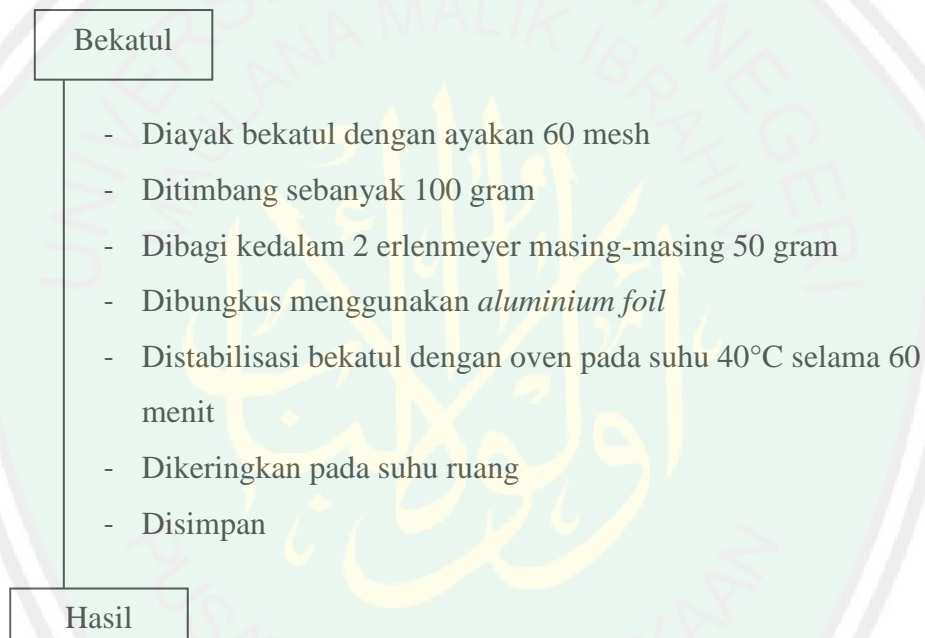 Bekatul
- Diayak bekatul dengan ayakan 60 mesh
- Ditimbang sebanyak 100 gram
- Dibagi kedalam 2 erlenmeyer masing-masing 50 gram
- Dibungkus menggunakan aluminium foil
- Distabilisasi bekatul dengan oven pada suhu 40°C selama 60
menit
- Dikeringkan pada suhu ruang
- Disimpan
Hasil